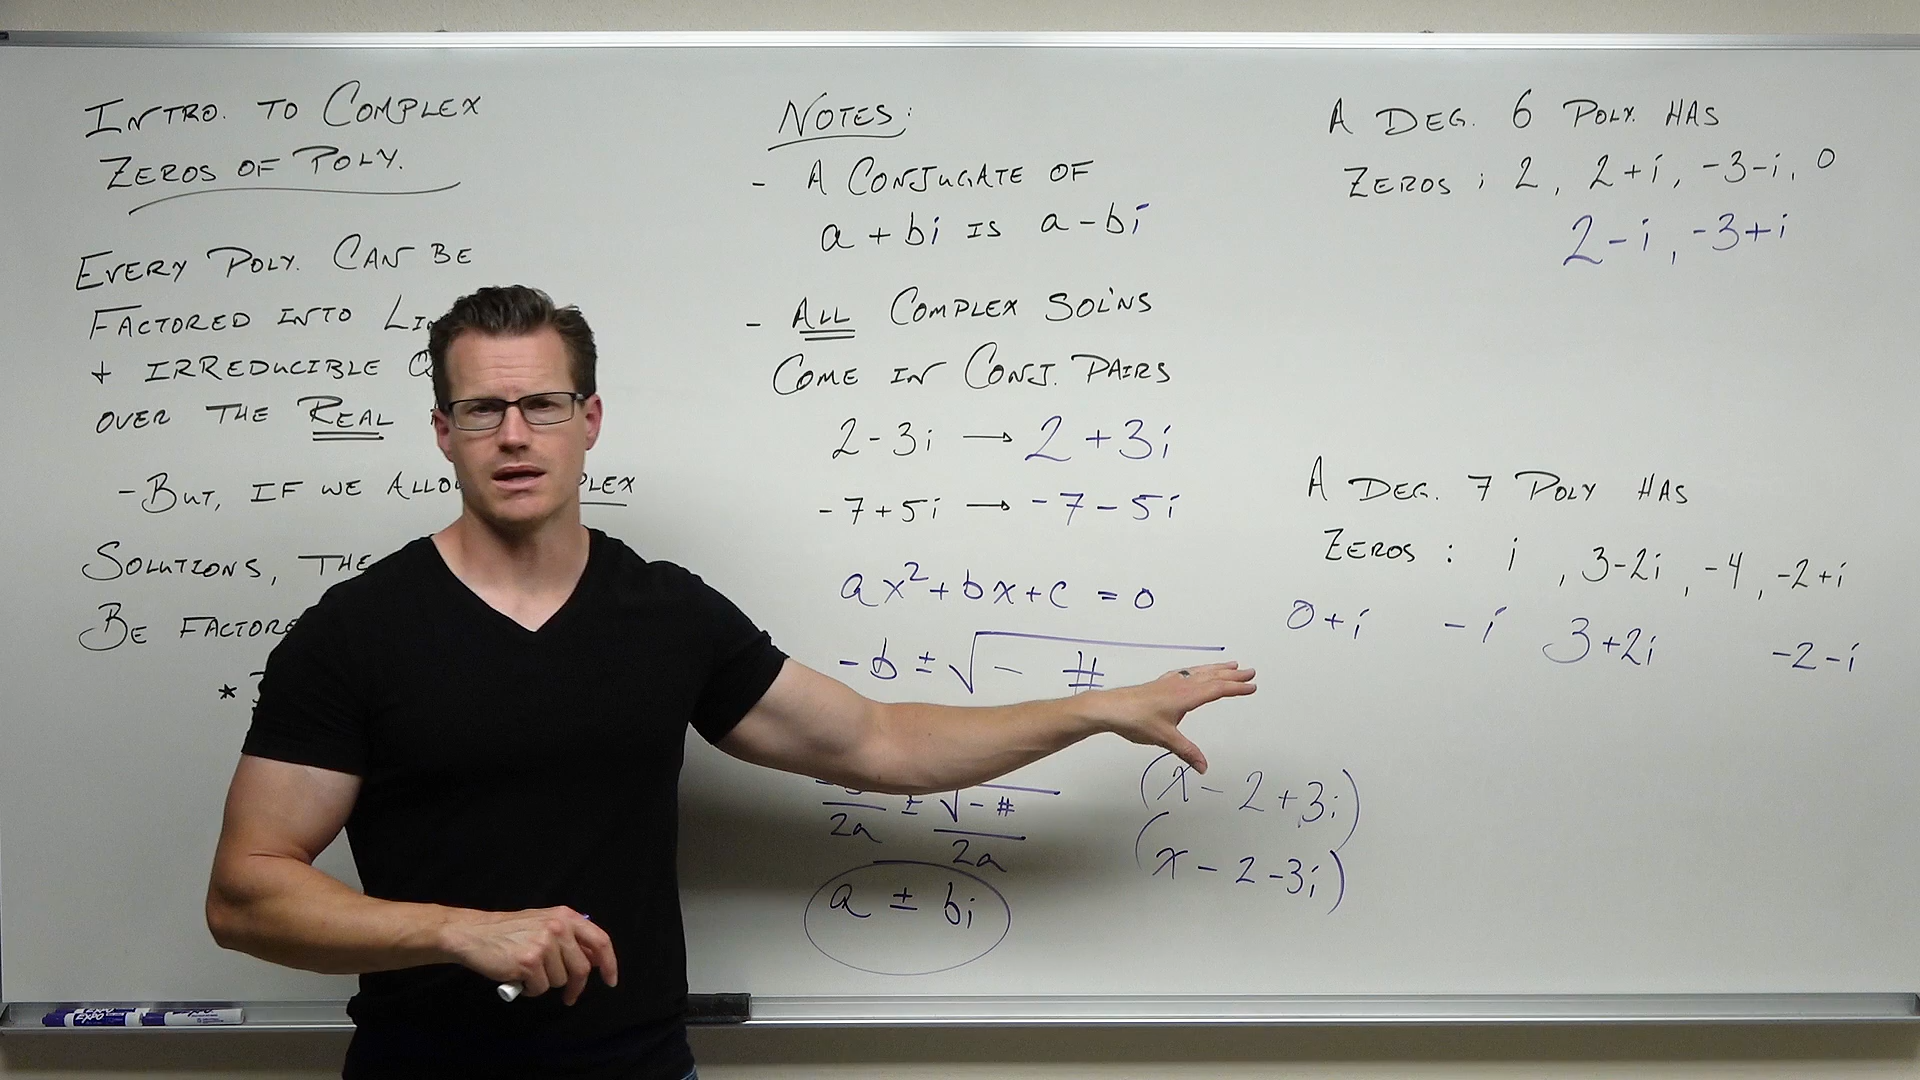 INTRO. TO COMPLEX
ZEROS OF POLY.
EVERY POLY. CAN BE
FACTORED INTO
+ IRREDUCIBLE
OVER THE REAL
- BUT, IF WE
SOLUTIONS, THE
BE
*
NOTES:
- A CONJUGATE OF
a + bi IS a - bi
- ALL COMPLEX SOL'NS
COME IN CONJ. PAIRS
2 - 3i → 2 + 3i
-7 + 5i → -7 - 5i
ax² + bx + c = 0
-b ± √- #
2a ± √- # 2a
a ± bi
(x - 2 + 3i)
(x - 2 - 3i)
A DEG. 6 POLY. HAS
ZEROS : 2, 2+i, -3-i, 0
2-i, -3+i
A DEG. 7 POLY HAS
ZEROS : i, 3-2i, -4, -2+i
0+i -i 3+2i -2-i
EXPO